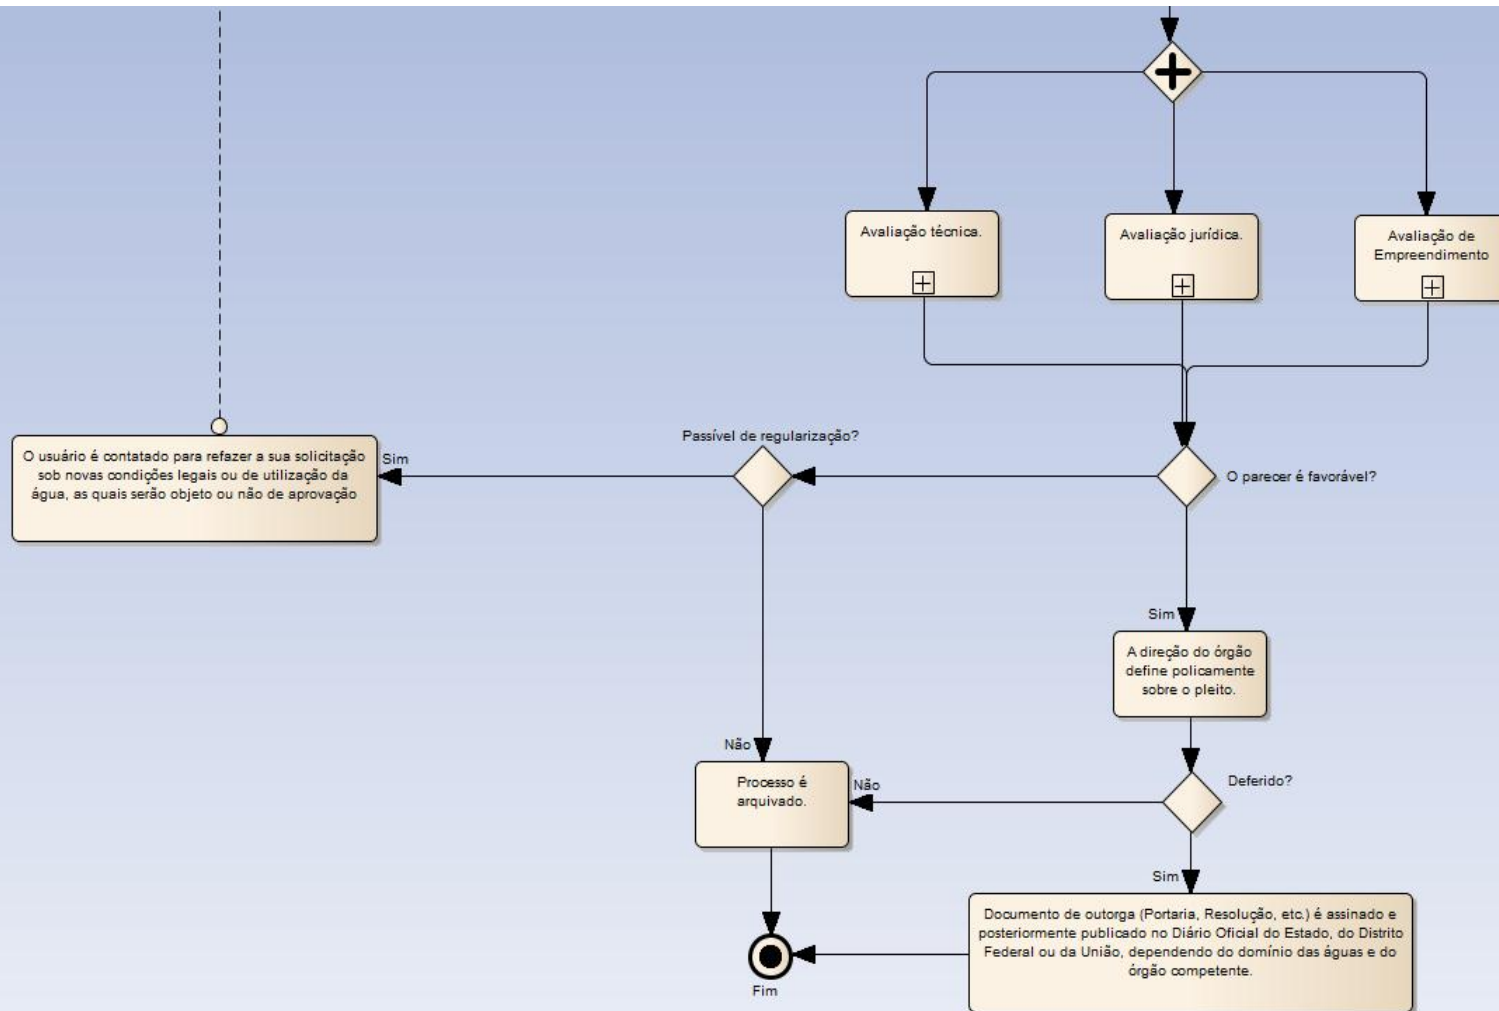 Avaliação técnica.
Avaliação jurídica.
Avaliação de
Empreendimento
Passível de regularização?
O usuário é contatado para refazer a sua solicitação
sob novas condições legais ou de utilização da
água, as quais serão objeto ou não de aprovação
Sim
O parecer é favorável?
Sim
A direção do órgão
define policamente
sobre o pleito.
Não
Processo é
arquivado.
Não
Deferido?
Sim
Documento de outorga (Portaria, Resolução, etc.) é assinado e
posteriormente publicado no Diário Oficial do Estado, do Distrito
Federal ou da União, dependendo do domínio das águas e do
órgão competente.
Fim